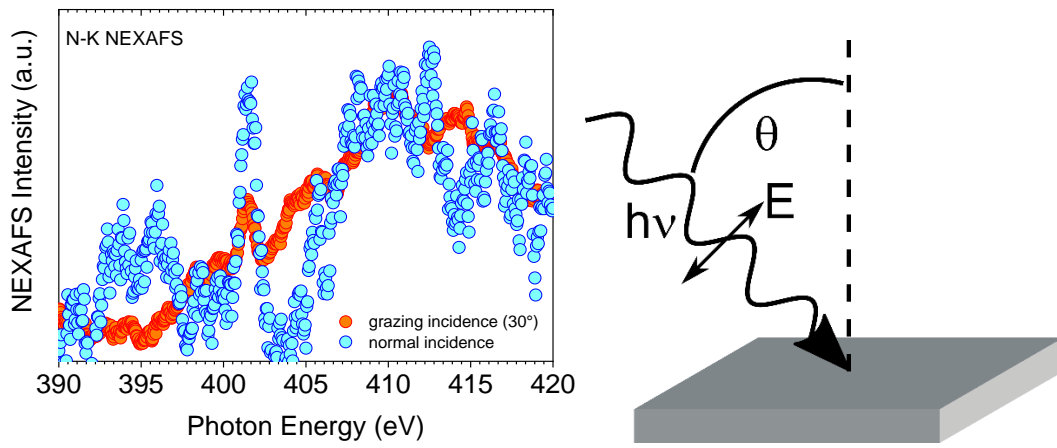 N-K NEXAFS
NEXAFS Intensity (a.u.)
grazing incidence (30°)
normal incidence
390 395 400 405 410 415 420
Photon Energy (eV)
θ
E
hν